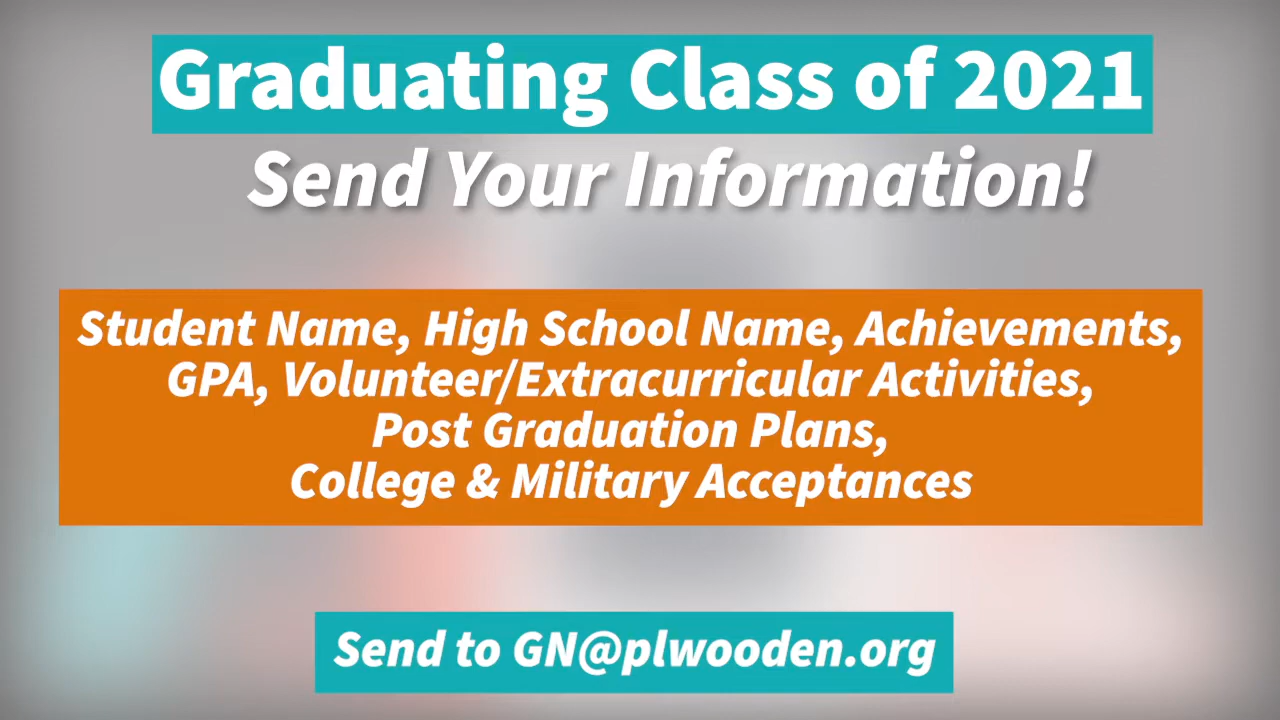 Graduating Class of 2021
Send Your Information!
Student Name, High School Name, Achievements,
GPA, Volunteer/Extracurricular Activities,
Post Graduation Plans,
College & Military Acceptances
Send to GN@plwooden.org